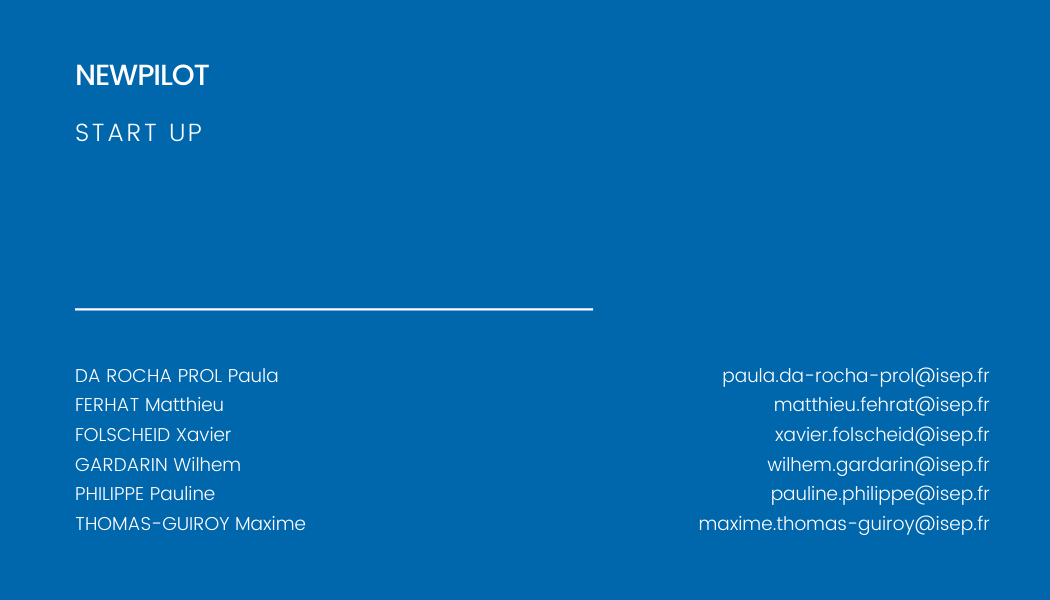 NEWPILOT
START UP
DA ROCHA PROL Paula paula.da-rocha-prol@isep.fr
FERHAT Matthieu matthieu.fehrat@isep.fr
FOLSCHEID Xavier xavier.folscheid@isep.fr
GARDARIN Wilhem wilhem.gardarin@isep.fr
PHILIPPE Pauline pauline.philippe@isep.fr
THOMAS-GUIROY Maxime maxime.thomas-guiroy@isep.fr